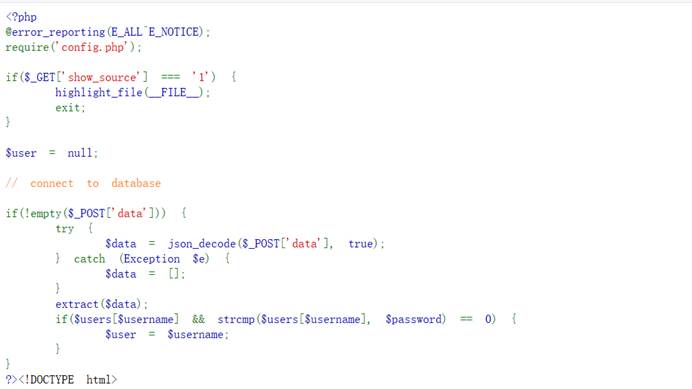 <?php
@error_reporting(E_ALL^E_NOTICE);
require('config.php');
if($_GET['show_source'] === '1') {
highlight_file(__FILE__);
exit;
}
$user = null;
// connect to database
if(!empty($_POST['data'])) {
try {
$data = json_decode($_POST['data'], true);
} catch (Exception $e) {
$data = [];
}
extract($data);
if($users[$username] && strcmp($users[$username], $password) == 0) {
$user = $username;
}
}
?><!DOCTYPE html>